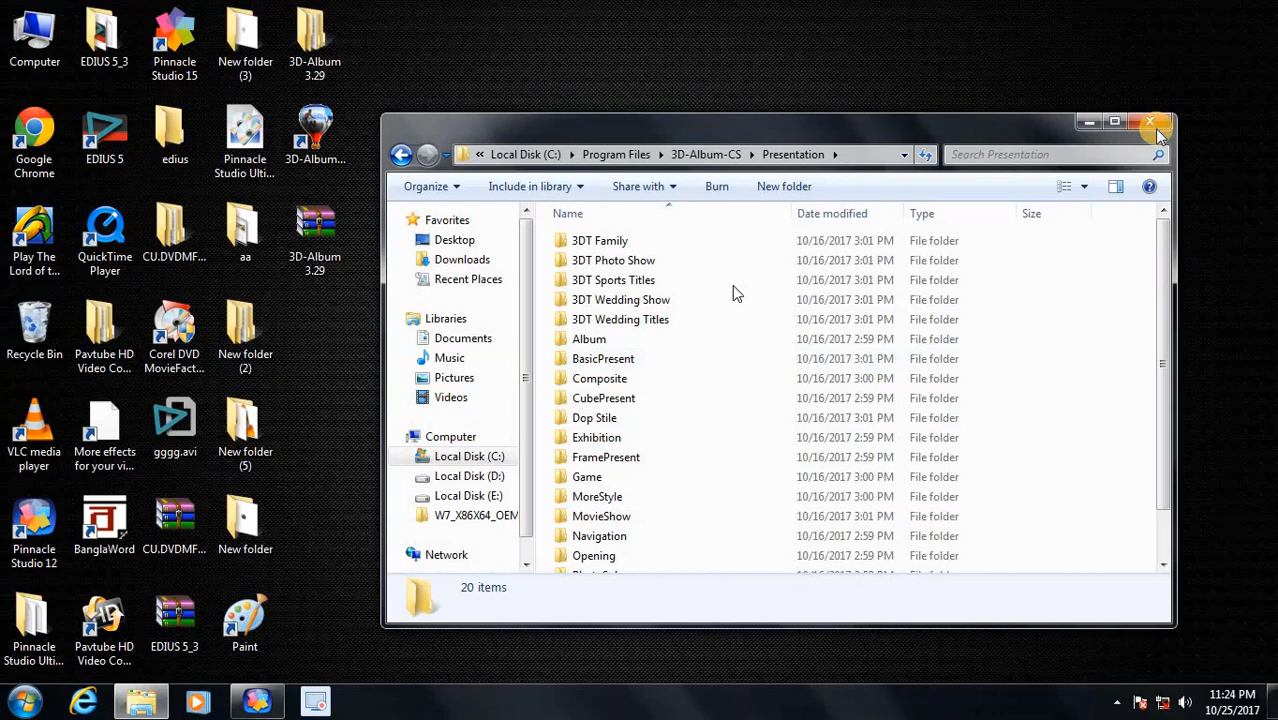 Computer
EDIUS 5_3
Pinnacle
Studio 15
New folder
(3)
3D-Album
3.29
Google
Chrome
EDIUS 5
edius
Pinnacle
Studio Ulti...
3D-Album-...
Play The
Lord of t...
QuickTime
Player
CU.DVDMF...
aa
3D-Album
3.29
Recycle Bin
Pavtube HD
Video Co...
Corel DVD
MovieFact...
New folder
(2)
VLC media
player
More effects
for your vi...
gggg.avi
New folder
(5)
Pinnacle
Studio 12
BanglaWord
CU.DVDMF...
New folder
Pinnacle
Studio Ulti...
Pavtube HD
Video Co...
EDIUS 5_3
Paint
« Local Disk (C:) Program Files 3D-Album-CS Presentation
Search Presentation
Organize Include in library Share with Burn New folder
Favorites
Desktop
Downloads
Recent Places
Libraries
Documents
Music
Pictures
Videos
Computer
Local Disk (C:)
Local Disk (D:)
Local Disk (E:)
W7_X86X64_OEM
Network
Name Date modified Type Size
3DT Family 10/16/2017 3:01 PM File folder
3DT Photo Show 10/16/2017 3:01 PM File folder
3DT Sports Titles 10/16/2017 3:01 PM File folder
3DT Wedding Show 10/16/2017 3:01 PM File folder
3DT Wedding Titles 10/16/2017 3:01 PM File folder
Album 10/16/2017 2:59 PM File folder
BasicPresent 10/16/2017 3:01 PM File folder
Composite 10/16/2017 3:00 PM File folder
CubePresent 10/16/2017 2:59 PM File folder
Dop Stile 10/16/2017 3:01 PM File folder
Exhibition 10/16/2017 2:59 PM File folder
FramePresent 10/16/2017 2:59 PM File folder
Game 10/16/2017 3:00 PM File folder
MoreStyle 10/16/2017 3:00 PM File folder
MovieShow 10/16/2017 3:00 PM File folder
Navigation 10/16/2017 2:59 PM File folder
Opening 10/16/2017 2:59 PM File folder
20 items
11:24 PM
10/25/2017